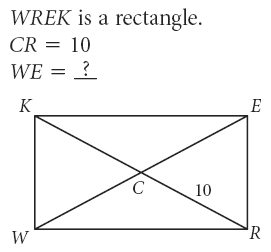 WREK is a rectangle.
CR = 10
WE = ?
K E
C 10
W R